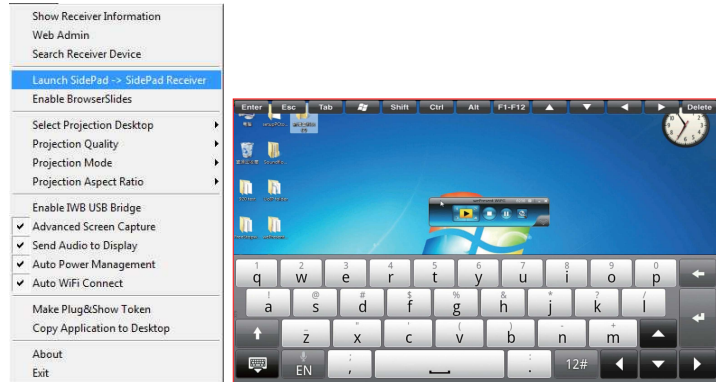 Show Receiver Information
Web Admin
Search Receiver Device
Launch SidePad -> SidePad Receiver
Enable BrowserSlides
Select Projection Desktop
Projection Quality
Projection Mode
Projection Aspect Ratio
Enable IWB USB Bridge
Advanced Screen Capture
Send Audio to Display
Auto Power Management
Auto WiFi Connect
Make Plug&Show Token
Copy Application to Desktop
About
Exit
Enter Esc Tab Shift Ctrl Alt F1-F12 Delete
1 2 3 4 5 6 7 8 9 0
q w e r t y u i o p
! @ # $ % & * ? /
a s d f g h j k l
" ' ( ) - ~
z x c v b n m
EN , ; . : 12#